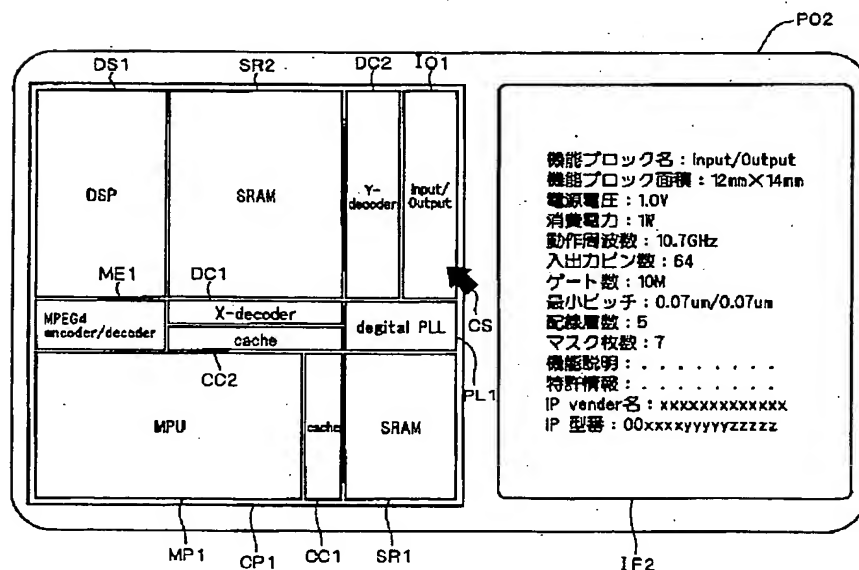 PO2
DS1 SR2 DC2 IO1
DSP
SRAM
Y-
decoder
Input/
Output
ME1 DC1
MPEG4
encoder/decoder
X-decoder
cache
degital PLL
CS
CC2
PL1
MPU
cache
SRAM
MP1 CP1 CC1 SR1
機能ブロック名：Input/Output
機能ブロック面積：12mm×14mm
電源電圧：1.0V
消費電力：1W
動作周波数：10.7GHz
入出力ピン数：64
ゲート数：10M
最小ピッチ：0.07um/0.07um
配線層数：5
マスク枚数：7
機能説明：. . . . . . . .
特許情報：. . . . . . . .
IP vender名：xxxxxxxxxxxxx
IP 型番：00xxxxyyyyyzzzzz
IF2